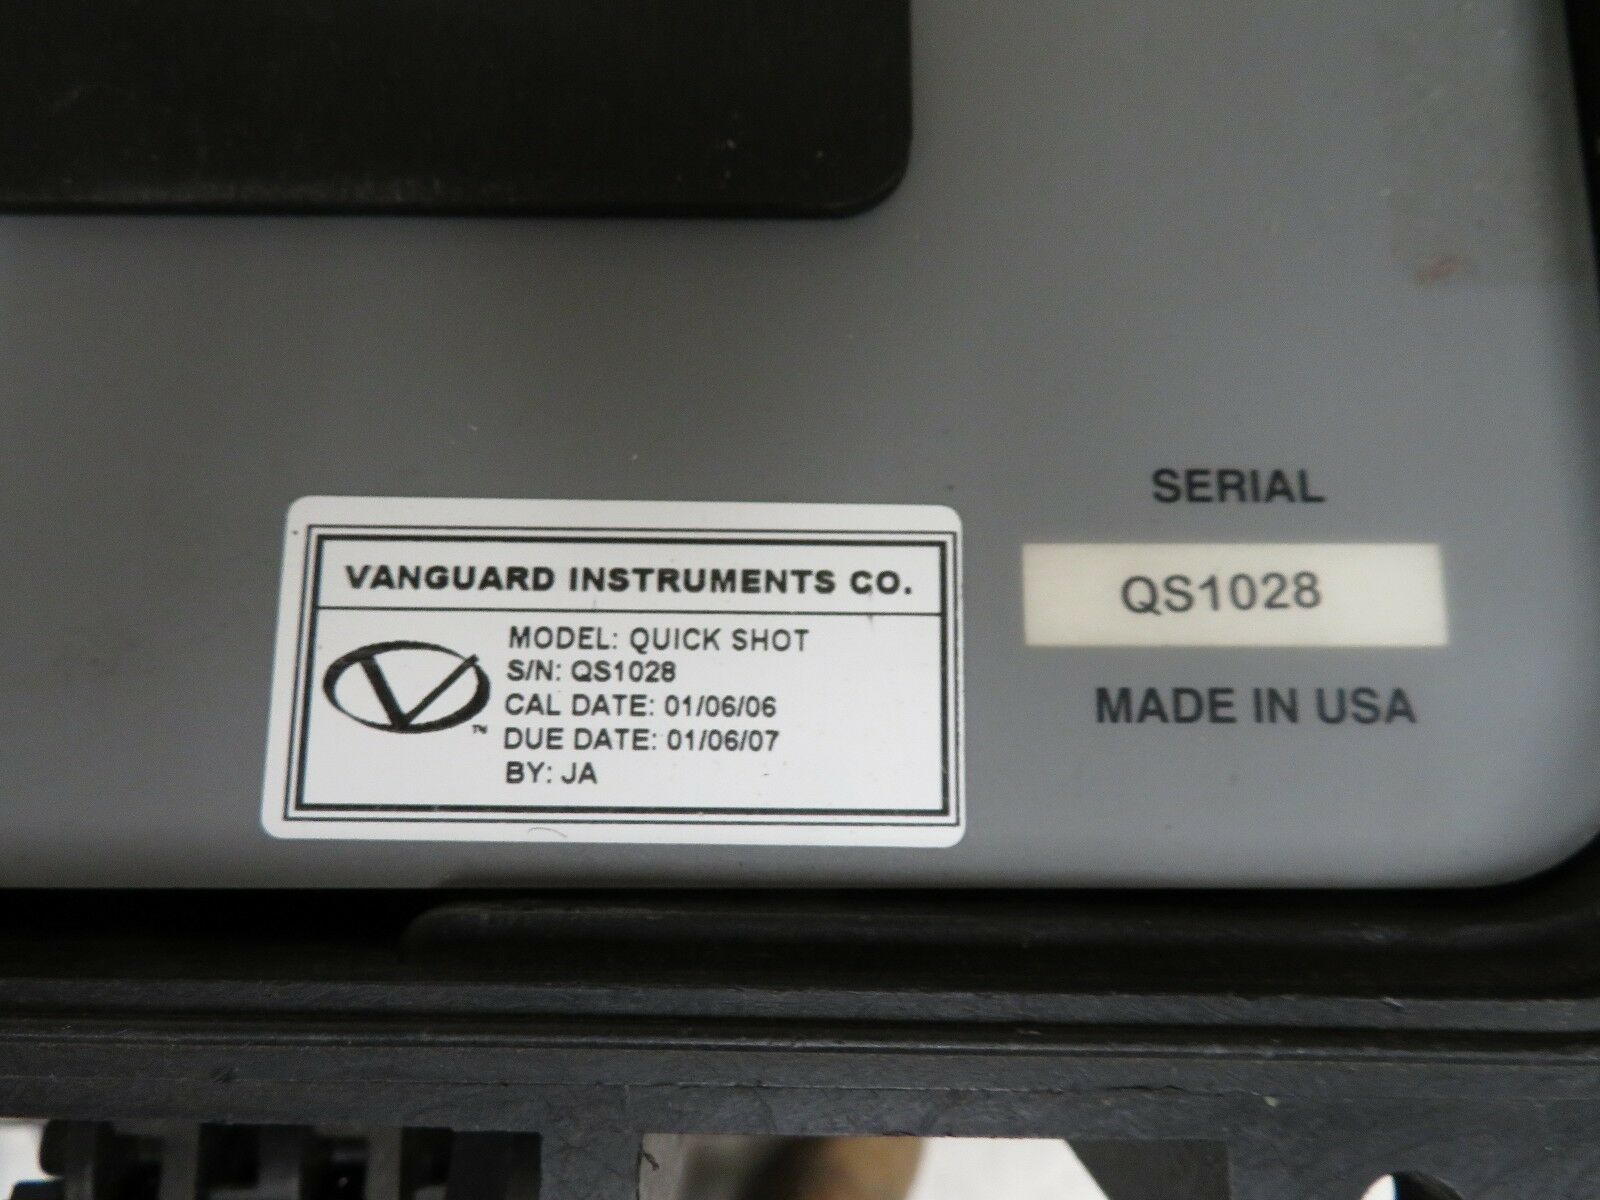 VANGUARD INSTRUMENTS CO.
MODEL: QUICK SHOT
S/N: QS1028
CAL DATE: 01/06/06
DUE DATE: 01/06/07
BY: JA
V
TM
SERIAL
QS1028
MADE IN USA